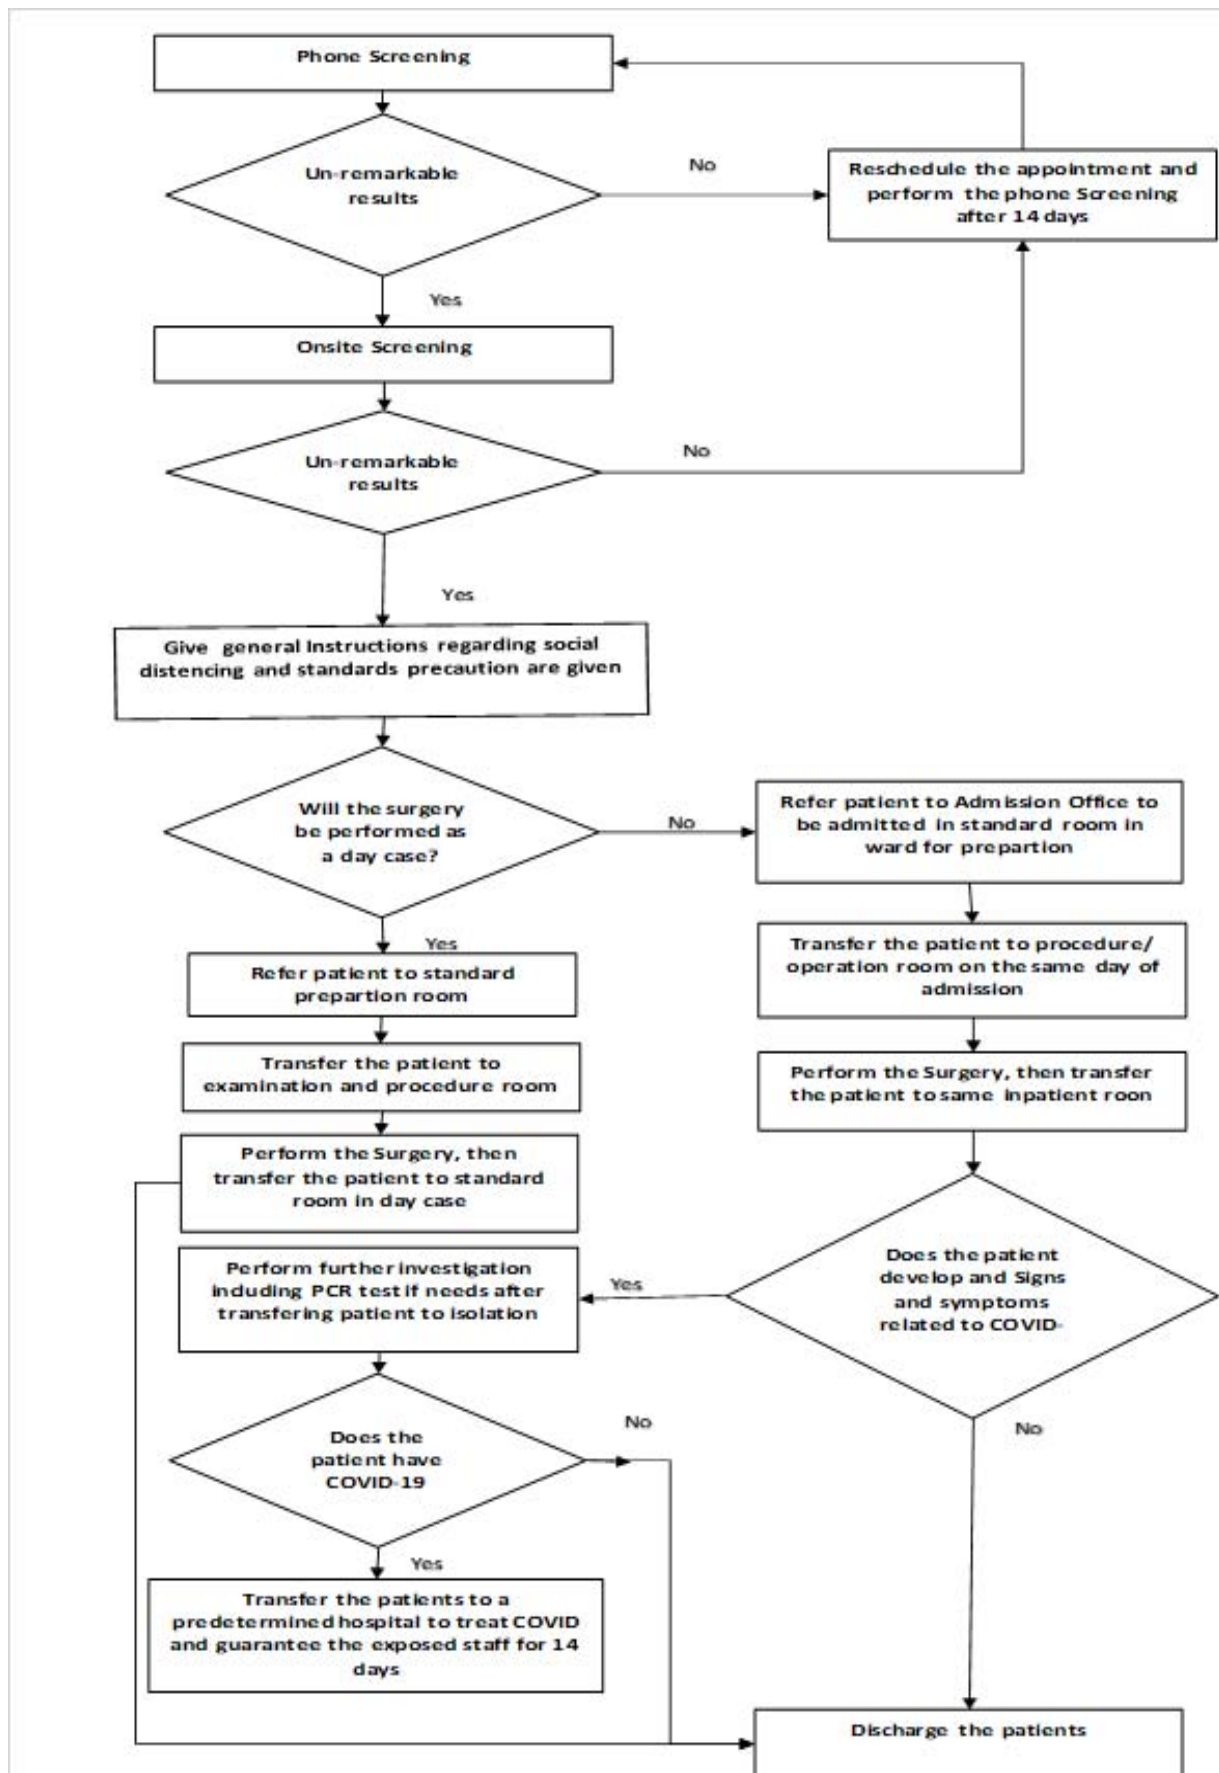 Phone Screening
Un-remarkable
results
No
Reschedule the appointment and
perform the phone Screening
after 14 days
Yes
Onsite Screening
Un-remarkable
results
No
Yes
Give general Instructions regarding social
distencing and standards precaution are given
Will the surgery
be performed as
a day case?
No
Refer patient to Admission Office to
be admitted in standard room in
ward for prepartion
Yes
Refer patient to standard
prepartion room
Transfer the patient to procedure/
operation room on the same day of
admission
Transfer the patient to
examination and procedure room
Perform the Surgery, then transfer
the patient to same inpatient roon
Perform the Surgery, then
transfer the patient to standard
room in day case
Does the patient
develop and Signs
and symptoms
related to COVID-
Yes
Perform further investigation
including PCR test if needs after
transfering patient to isolation
No
Does the
patient have
COVID-19
No
Yes
Transfer the patients to a
predetermined hospital to treat COVID
and guarantee the exposed staff for 14
days
Discharge the patients